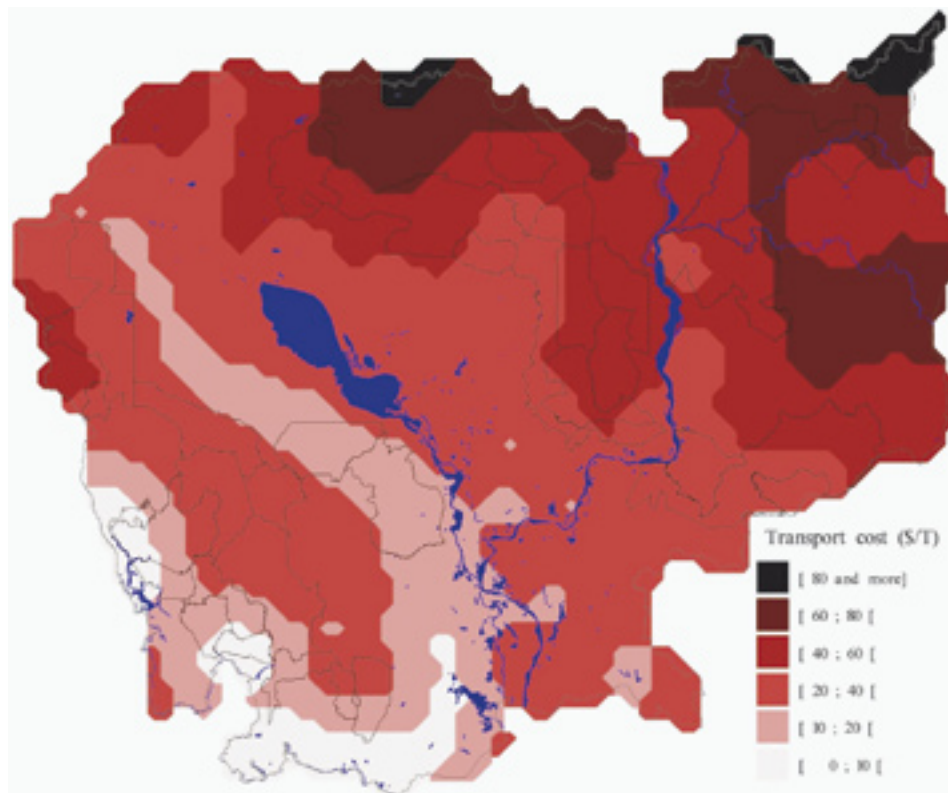 Transport cost ($/T)
[ 80 and more]
[ 60 ; 80 [
[ 40 ; 60 [
[ 20 ; 40 [
[ 10 ; 20 [
[ 0 ; 10 [